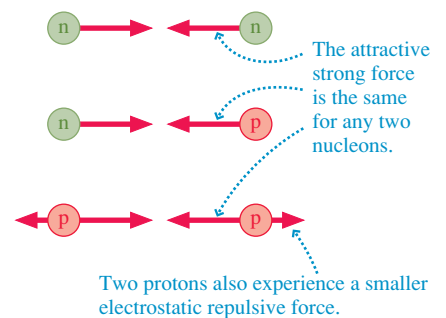 n n
The attractive
strong force
is the same
for any two
nucleons.
n p
p p
Two protons also experience a smaller
electrostatic repulsive force.